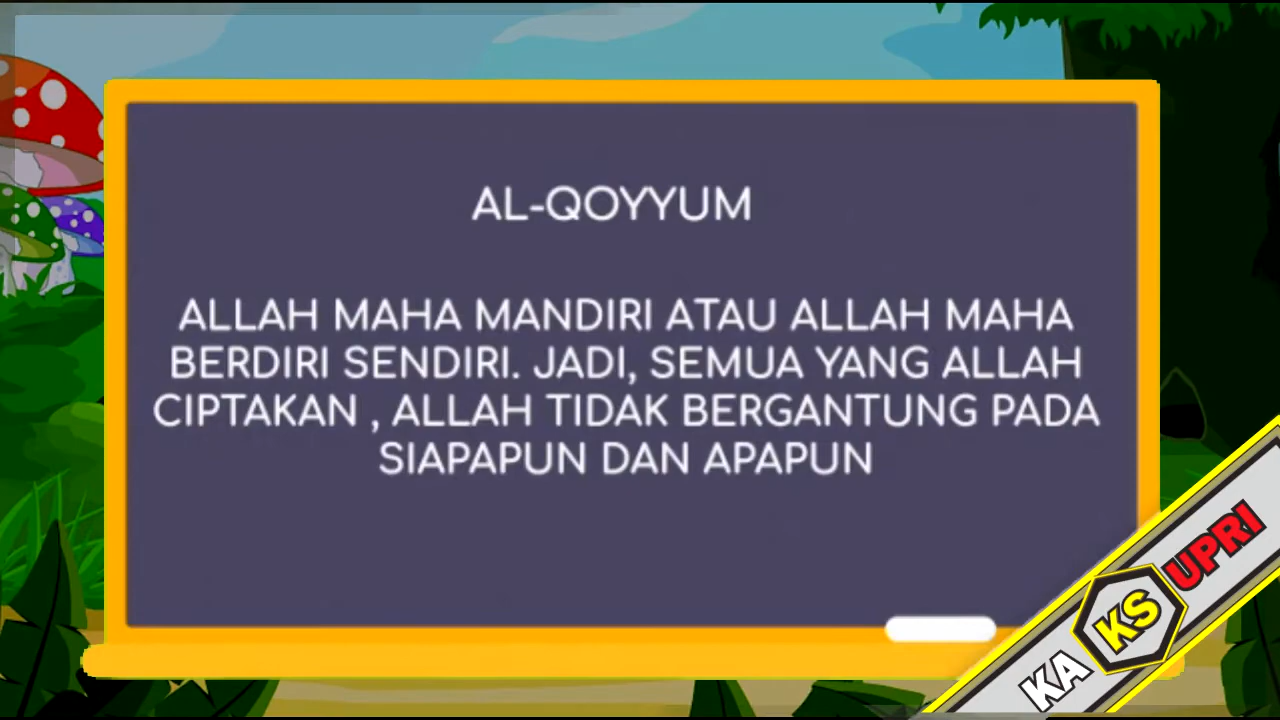 AL-QOYYUM
ALLAH MAHA MANDIRI ATAU ALLAH MAHA
BERDIRI SENDIRI. JADI, SEMUA YANG ALLAH
CIPTAKAN , ALLAH TIDAK BERGANTUNG PADA
SIAPAPUN DAN APAPUN
KA KS UPRI